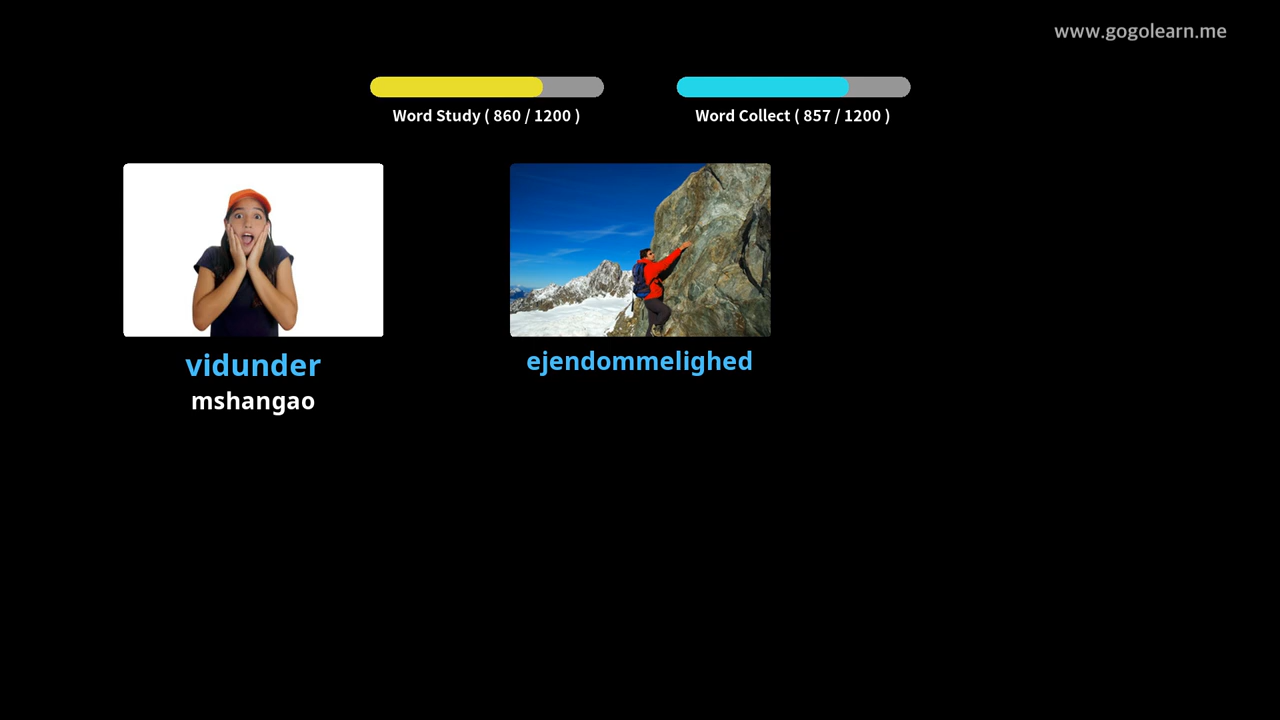 www.gogolearn.me
Word Study ( 860 / 1200 )
Word Collect ( 857 / 1200 )
vidunder
mshangao
ejendommelighed